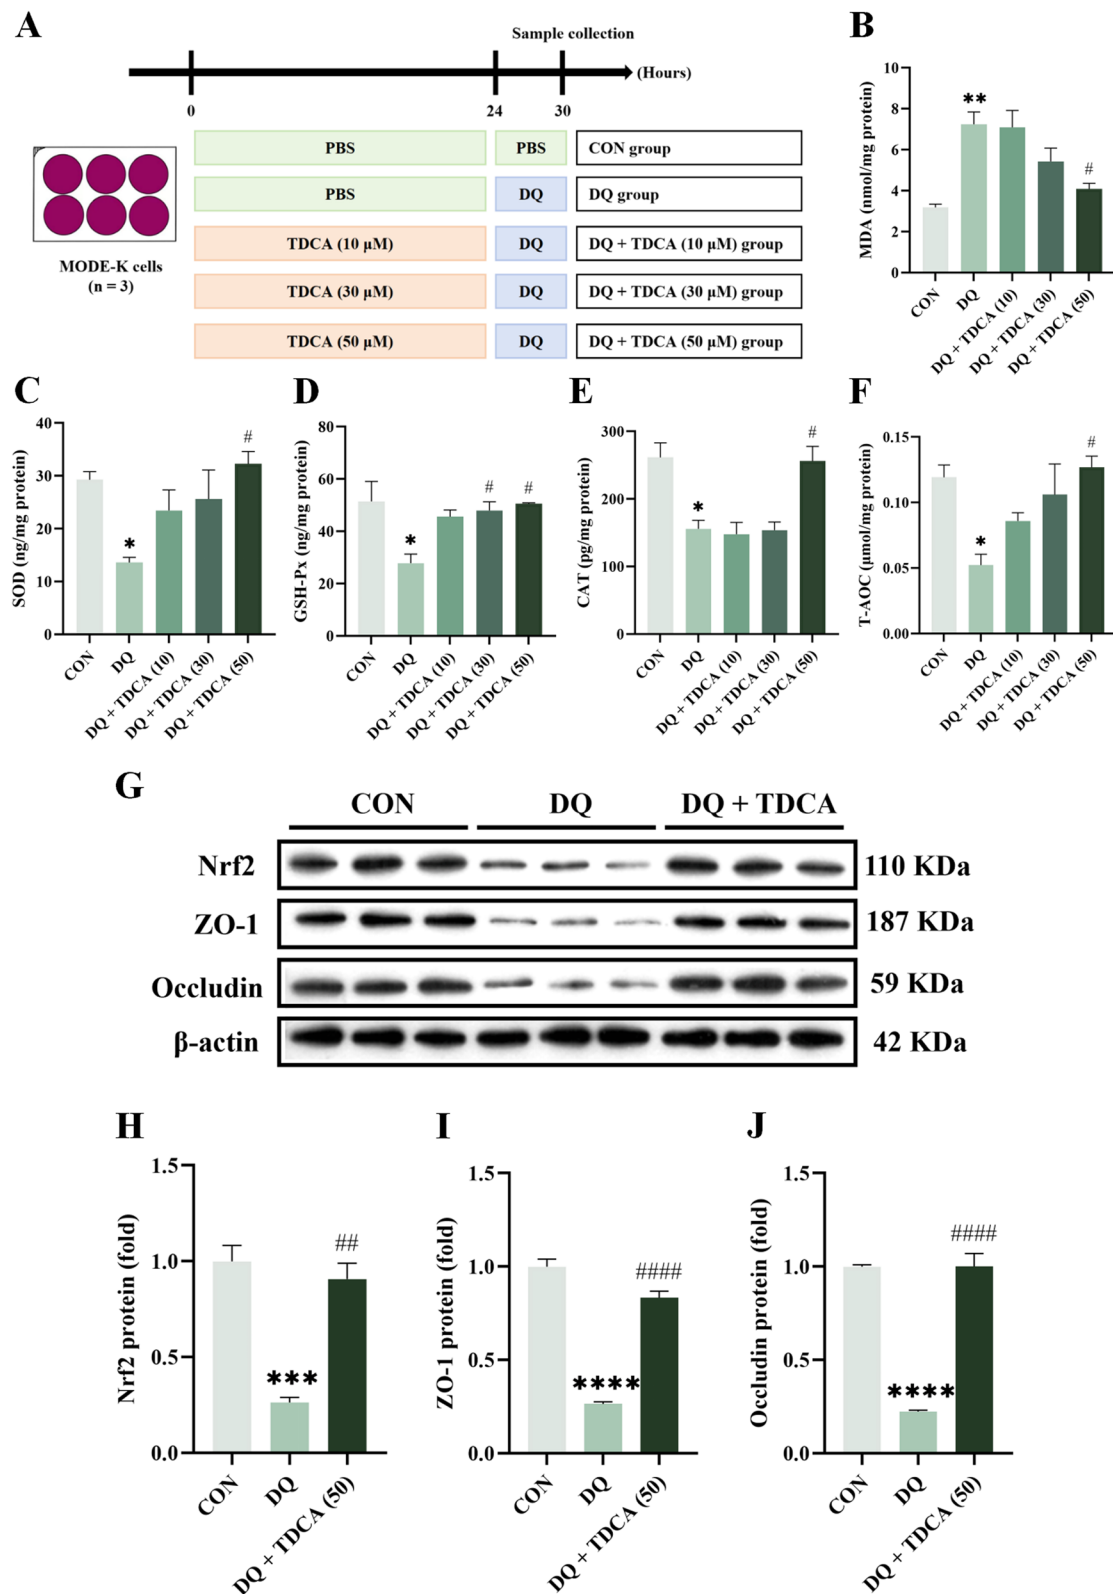 A
Sample collection
(Hours)
0 24 30
PBS PBS CON group
PBS DQ DQ group
TDCA (10 μM) DQ DQ + TDCA (10 μM) group
TDCA (30 μM) DQ DQ + TDCA (30 μM) group
TDCA (50 μM) DQ DQ + TDCA (50 μM) group
MODE-K cells
(n = 3)
B
MDA (nmol/mg protein)
10
8
6
4
2
0
**
#
CON
DQ
DQ + TDCA (10)
DQ + TDCA (30)
DQ + TDCA (50)
C
SOD (ng/mg protein)
40
30
20
10
0
*
#
CON
DQ
DQ + TDCA (10)
DQ + TDCA (30)
DQ + TDCA (50)
D
GSH-Px (ng/mg protein)
80
60
40
20
0
*
#
#
CON
DQ
DQ + TDCA (10)
DQ + TDCA (30)
DQ + TDCA (50)
E
CAT (pg/mg protein)
300
200
100
0
*
#
CON
DQ
DQ + TDCA (10)
DQ + TDCA (30)
DQ + TDCA (50)
F
T-AOC (μmol/mg protein)
0.15
0.10
0.05
0.00
*
#
CON
DQ
DQ + TDCA (10)
DQ + TDCA (30)
DQ + TDCA (50)
G
CON DQ DQ + TDCA
Nrf2 110 KDa
ZO-1 187 KDa
Occludin 59 KDa
β-actin 42 KDa
H
Nrf2 protein (fold)
1.5
1.0
0.5
0.0
***
##
CON
DQ
DQ + TDCA (50)
I
ZO-1 protein (fold)
1.5
1.0
0.5
0.0
****
####
CON
DQ
DQ + TDCA (50)
J
Occludin protein (fold)
1.5
1.0
0.5
0.0
****
####
CON
DQ
DQ + TDCA (50)